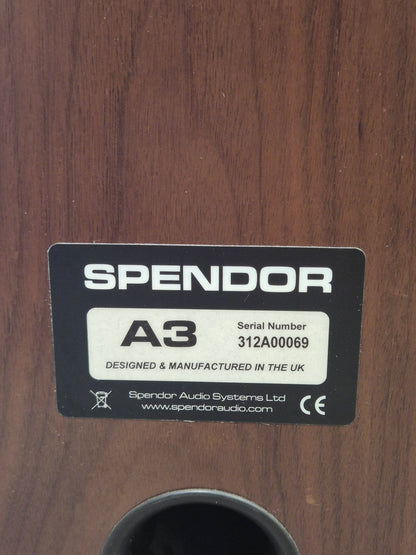 SPENDOR
A3
Serial Number
312A00069
DESIGNED & MANUFACTURED IN THE UK
Spendor Audio Systems Ltd
www.spendoraudio.com
CE